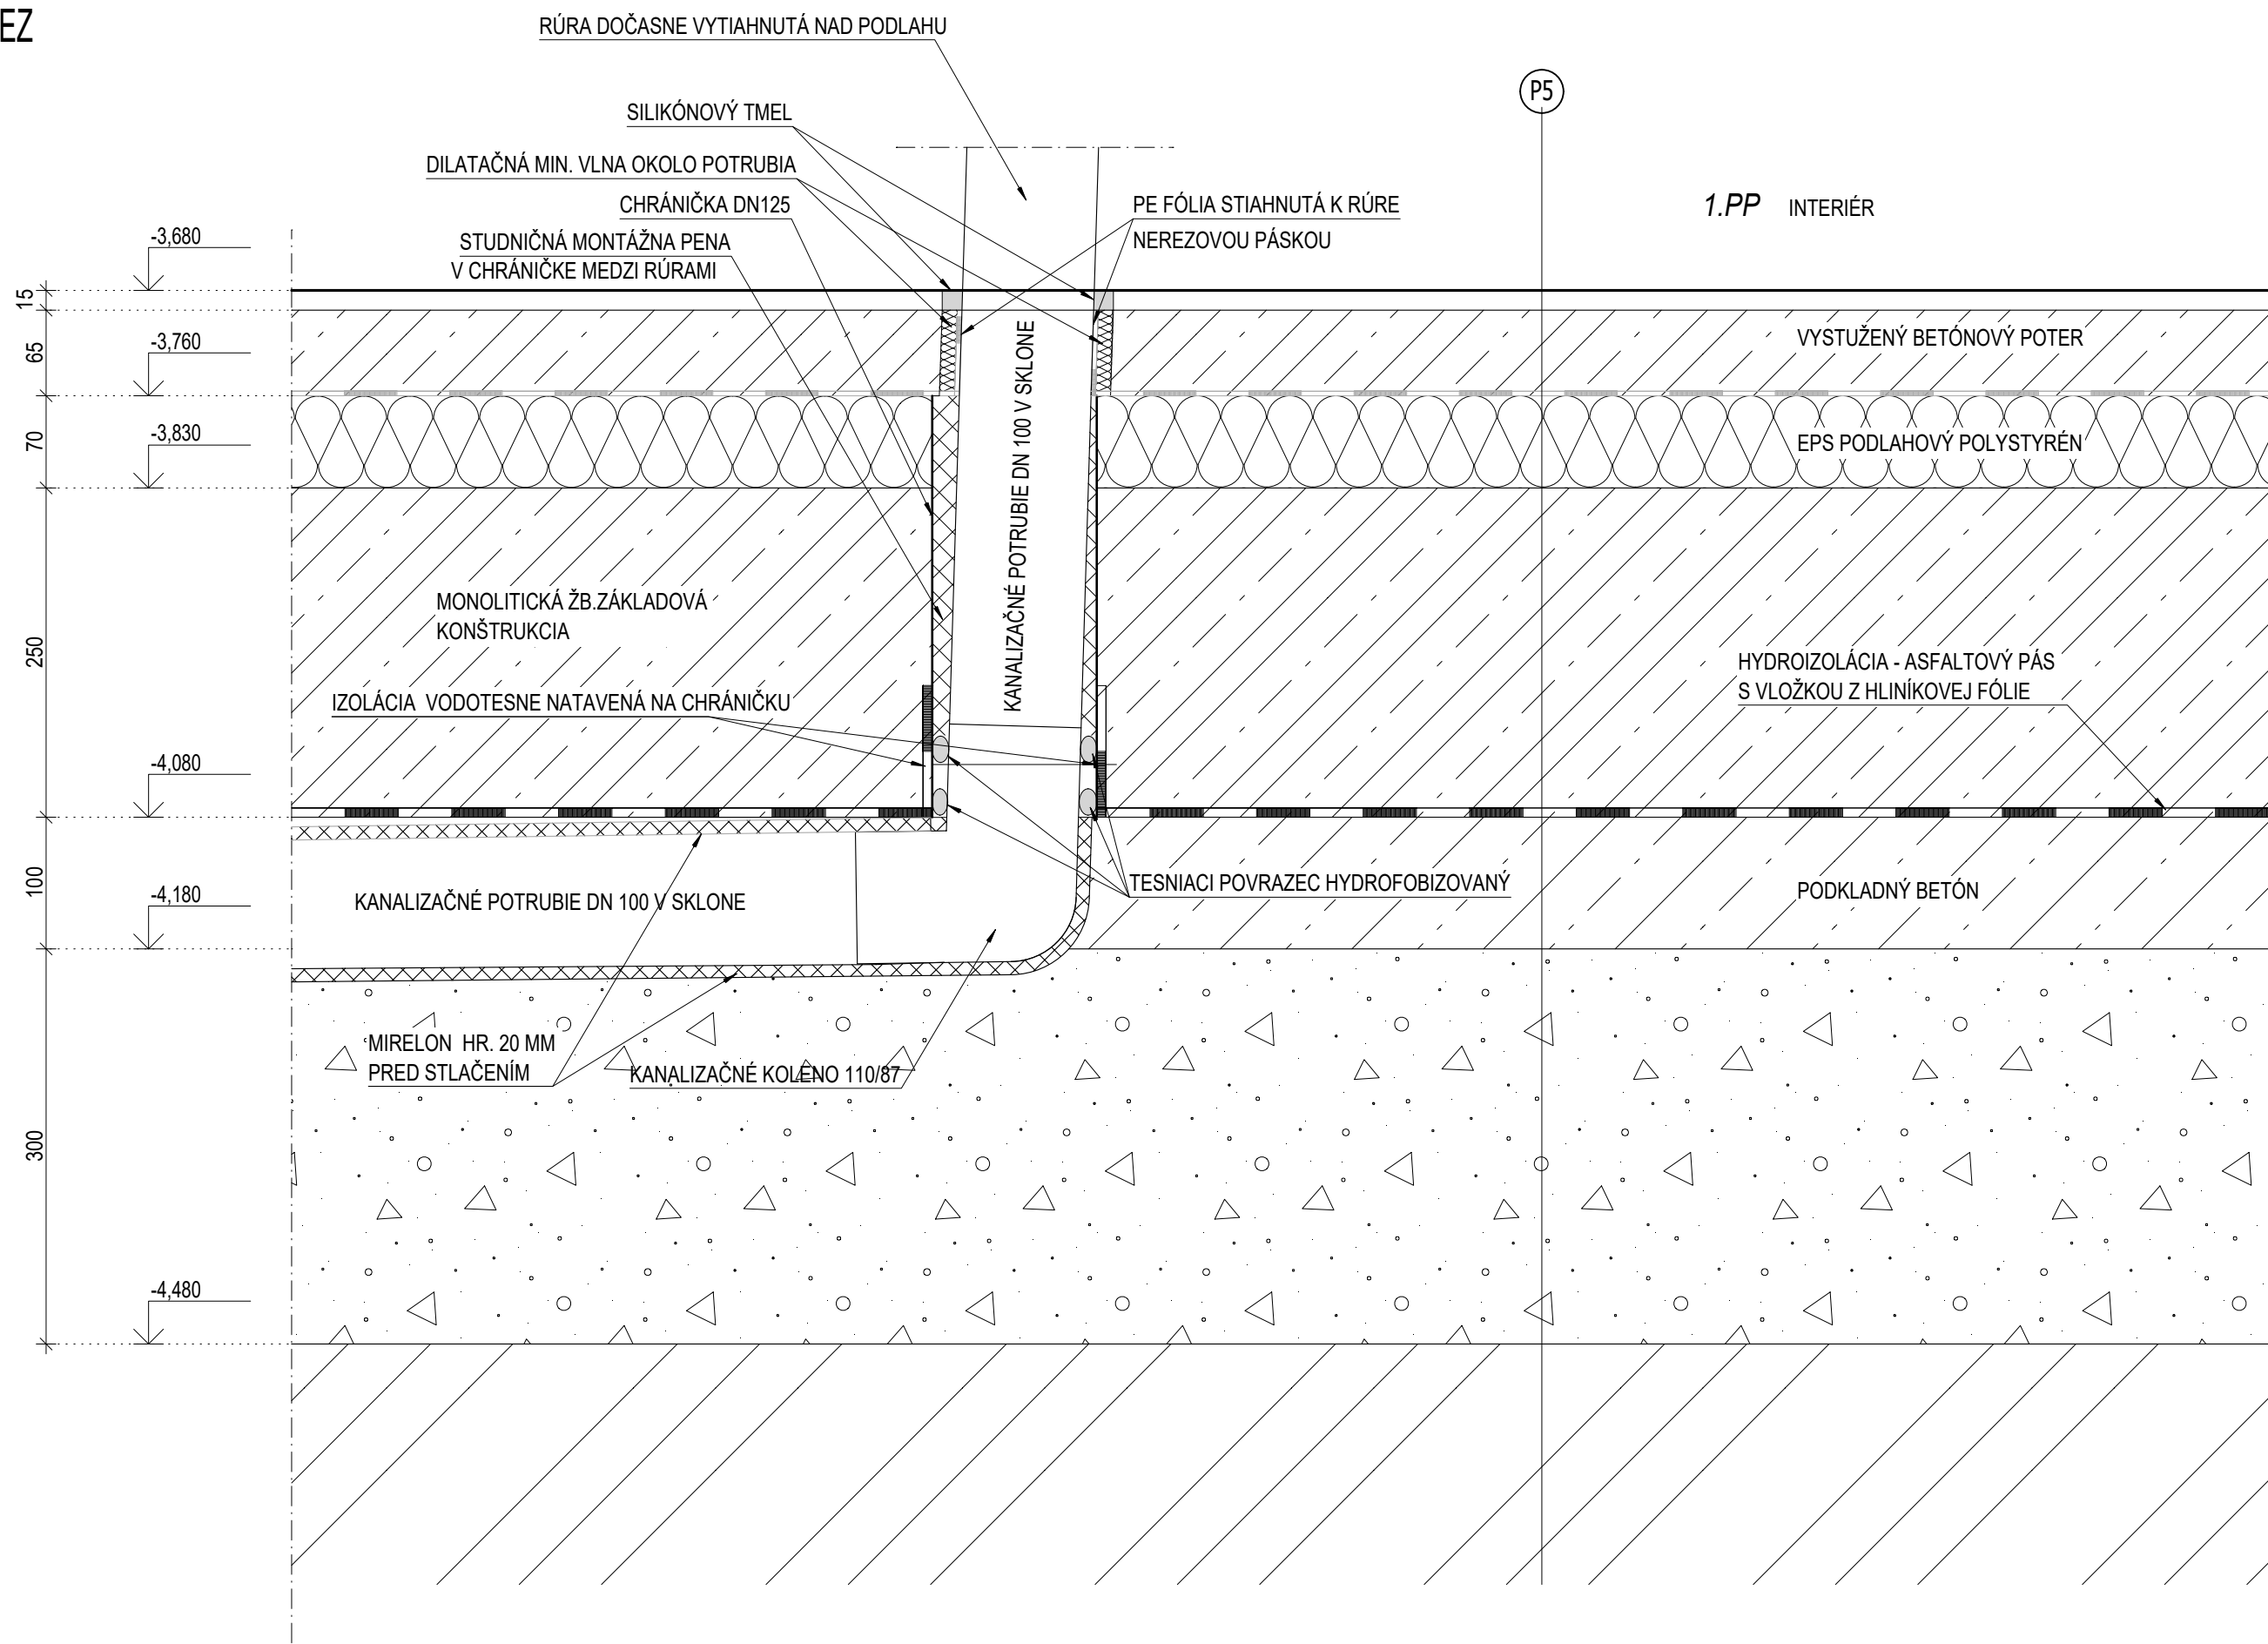 EZ
RÚRA DOČASNE VYTIAHNUTÁ NAD PODLAHU
P5
SILIKÓNOVÝ TMEL
DILATAČNÁ MIN. VLNA OKOLO POTRUBIA
CHRÁNIČKA DN125
PE FÓLIA STIAHNUTÁ K RÚRE
NEREZOVOU PÁSKOU
1.PP INTERIÉR
STUDNIČNÁ MONTÁŽNA PENA
V CHRÁNIČKE MEDZI RÚRAMI
-3,680
15
65
-3,760
VYSTUŽENÝ BETÓNOVÝ POTER
70
-3,830
EPS PODLAHOVÝ POLYSTYRÉN
KANALIZAČNÉ POTRUBIE DN 100 V SKLONE
MONOLITICKÁ ŽB.ZÁKLADOVÁ
KONŠTRUKCIA
250
HYDROIZOLÁCIA - ASFALTOVÝ PÁS
S VLOŽKOU Z HLINÍKOVEJ FÓLIE
IZOLÁCIA VODOTESNE NATAVENÁ NA CHRÁNIČKU
-4,080
100
-4,180
KANALIZAČNÉ POTRUBIE DN 100 V SKLONE
TESNIACI POVRAZEC HYDROFOBIZOVANÝ
PODKLADNÝ BETÓN
MIRELON HR. 20 MM
PRED STLAČENÍM
KANALIZAČNÉ KOLENO 110/87
300
-4,480